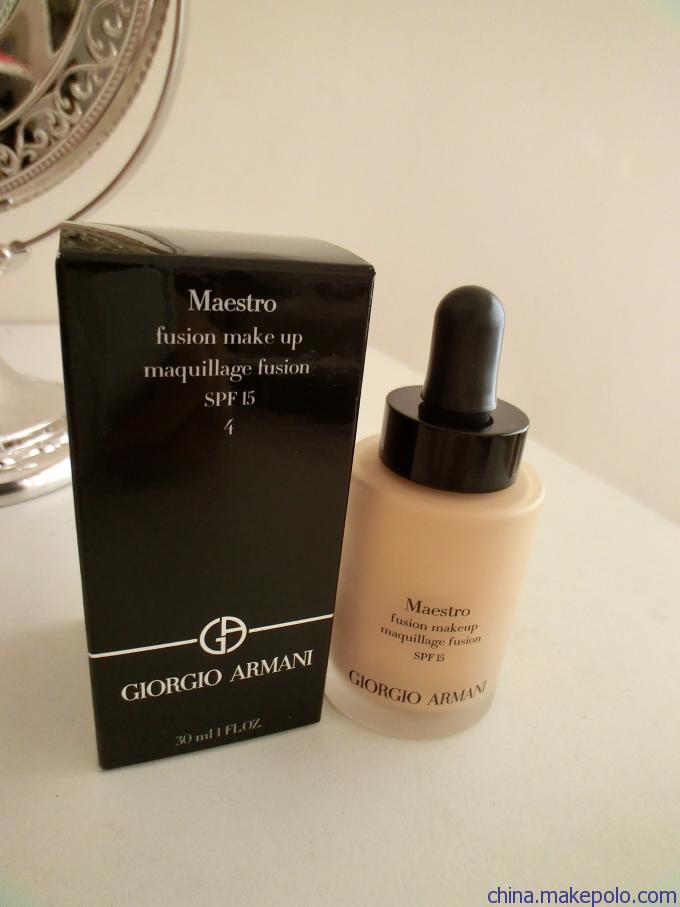 Maestro
fusion make up
maquillage fusion
SPF 15
4
GA
GIORGIO ARMANI
30 ml 1 FL.OZ.
Maestro
fusion makeup
maquillage fusion
SPF 15
GIORGIO ARMANI
china.makepolo.com